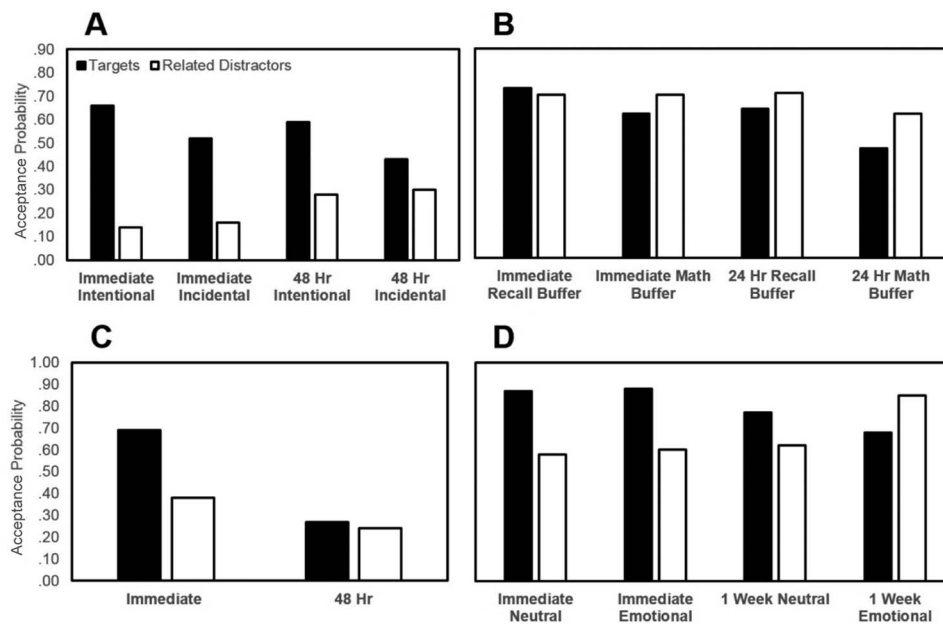 A
B
Acceptance Probability
.90
.80
.70
.60
.50
.40
.30
.20
.10
.00
Targets Related Distractors
Immediate Intentional
Immediate Incidental
48 Hr Intentional
48 Hr Incidental
Immediate Recall Buffer
Immediate Math Buffer
24 Hr Recall Buffer
24 Hr Math Buffer
C
D
Acceptance Probability
1.00
.90
.80
.70
.60
.50
.40
.30
.20
.10
.00
Immediate
48 Hr
Immediate Neutral
Immediate Emotional
1 Week Neutral
1 Week Emotional